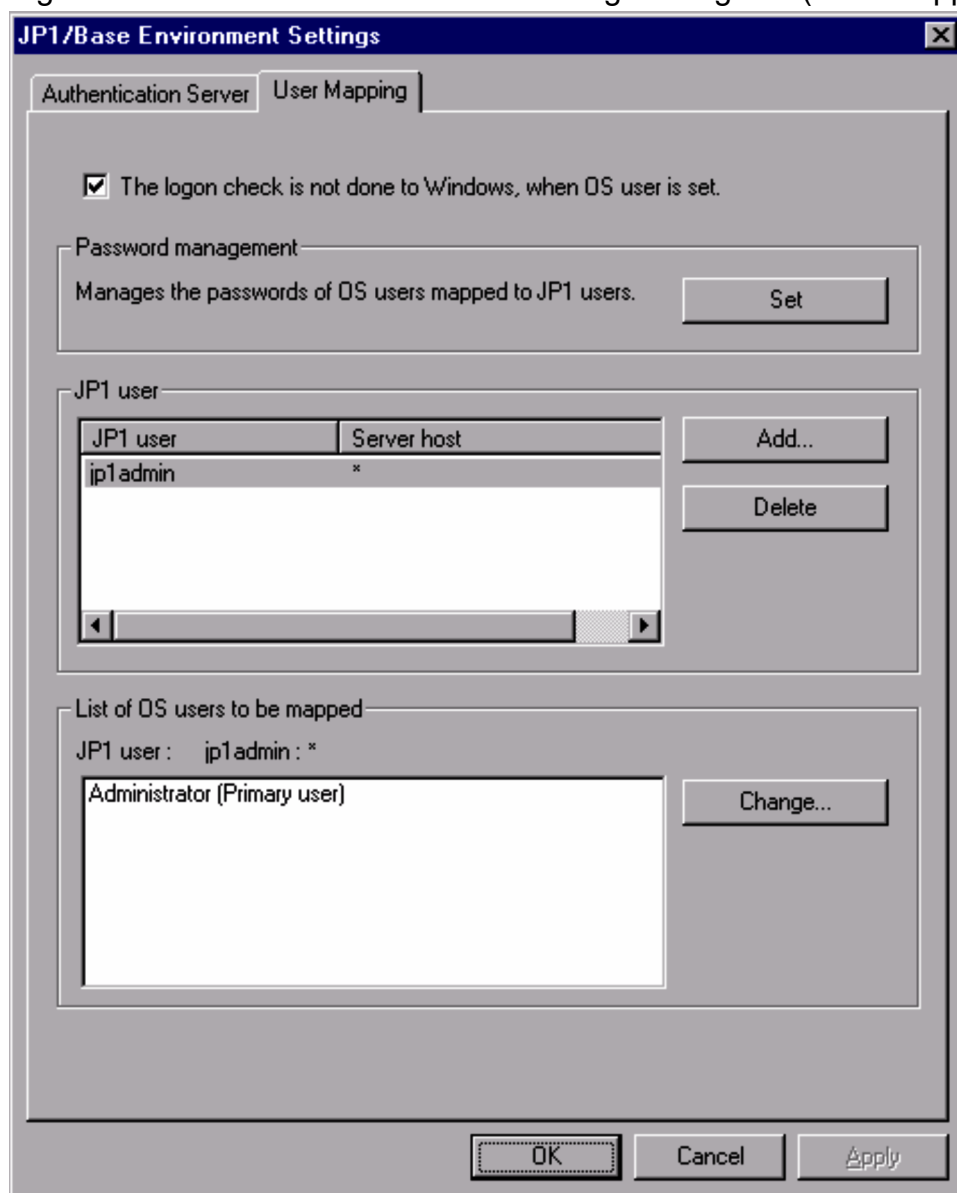 JP1/Base Environment Settings
Authentication Server User Mapping
The logon check is not done to Windows, when OS user is set.
Password management
Manages the passwords of OS users mapped to JP1 users. Set
JP1 user
JP1 user Server host Add...
jp1admin *
Delete
List of OS users to be mapped
JP1 user : jp1admin : *
Administrator (Primary user) Change...
OK Cancel Apply